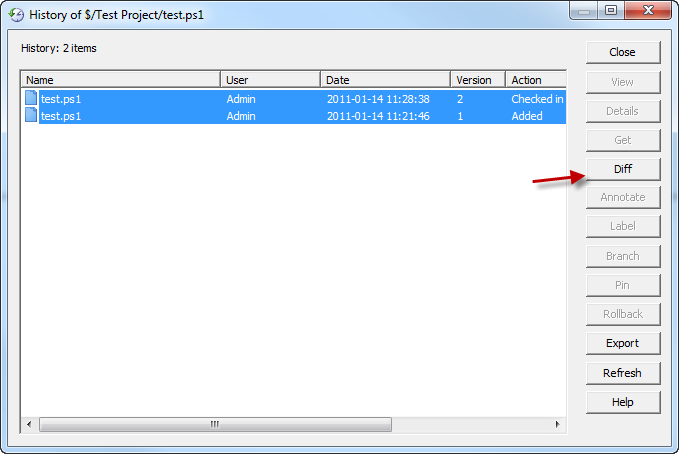 History of $/Test Project/test.ps1
History: 2 items
Name User Date Version Action
test.ps1 Admin 2011-01-14 11:28:38 2 Checked in
test.ps1 Admin 2011-01-14 11:21:46 1 Added
Close
View
Details
Get
Diff
Annotate
Label
Branch
Pin
Rollback
Export
Refresh
Help